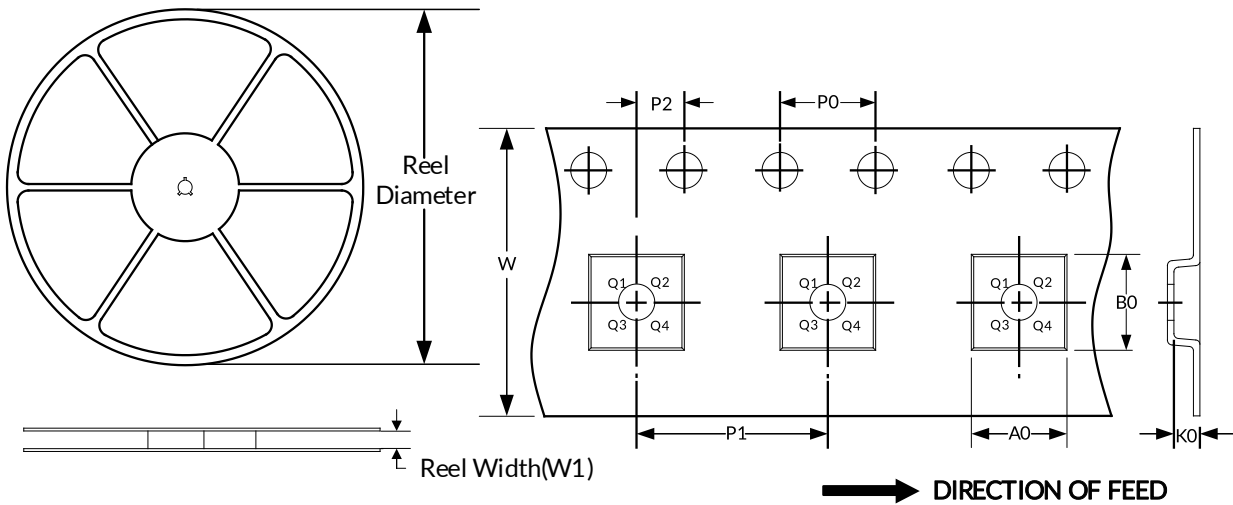 Reel
Diameter
Reel Width(W1)
P2
P0
W
Q1 Q2
Q3 Q4
Q1 Q2
Q3 Q4
Q1 Q2
Q3 Q4
B0
P1
A0
K0
DIRECTION OF FEED